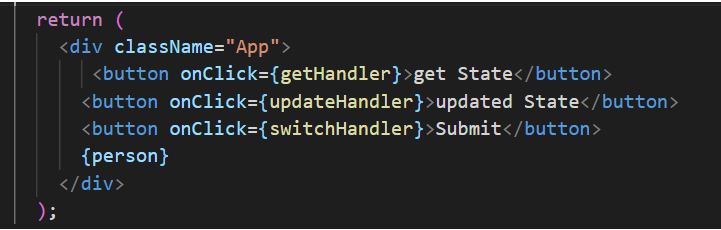 return (
<div className="App">
<button onClick={getHandler}>get State</button>
<button onClick={updateHandler}>updated State</button>
<button onClick={switchHandler}>Submit</button>
{person}
</div>
);